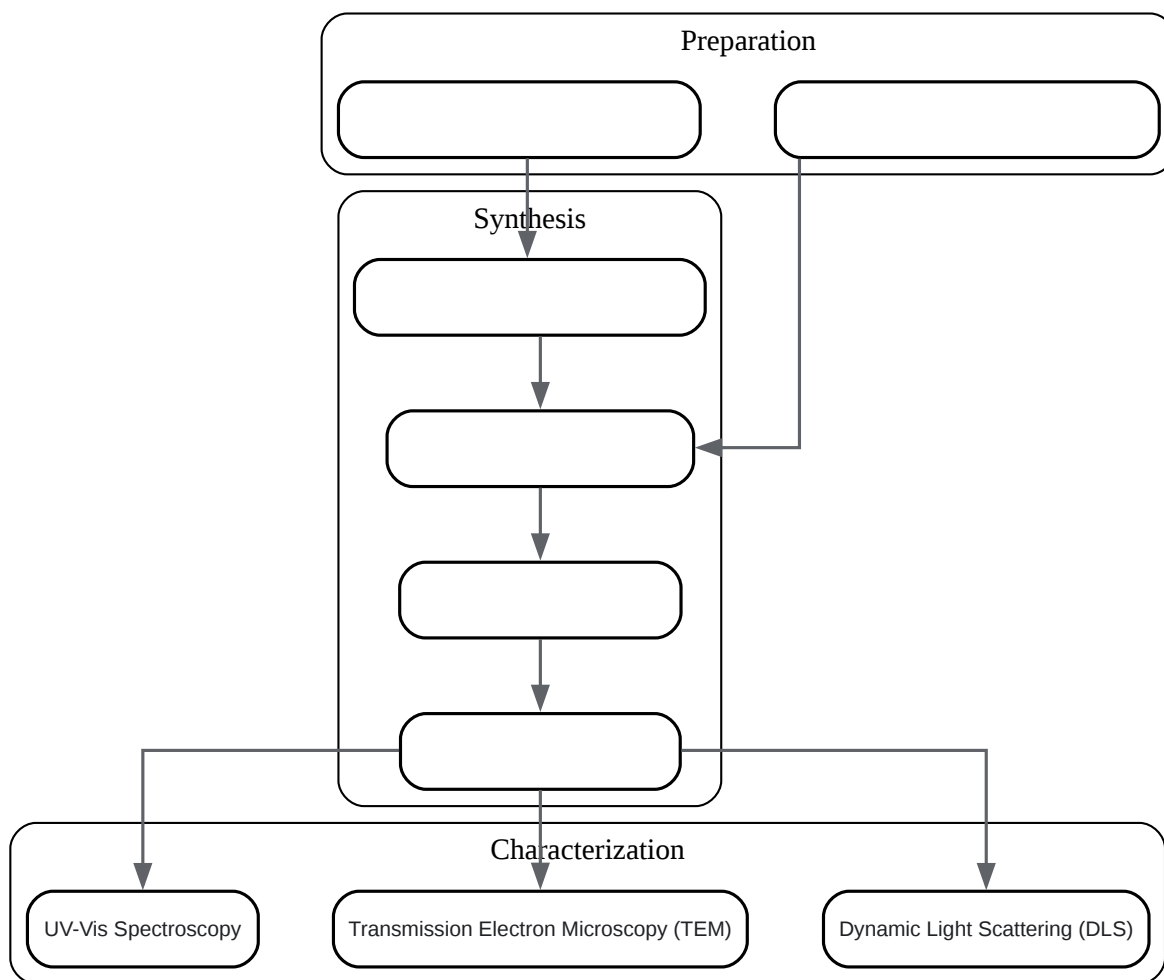 Preparation
Synthesis
Characterization
UV-Vis Spectroscopy
Transmission Electron Microscopy (TEM)
Dynamic Light Scattering (DLS)